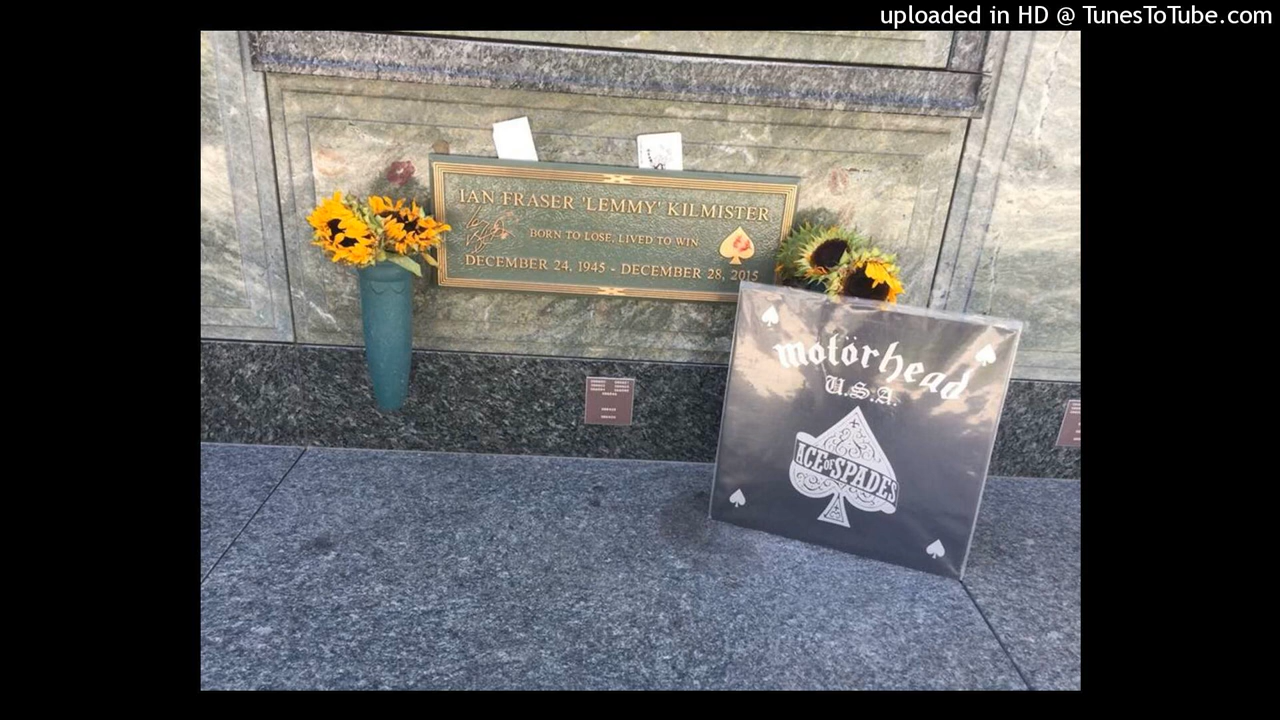 uploaded in HD @ TunesToTube.com
IAN FRASER 'LEMMY' KILMISTER
BORN TO LOSE, LIVED TO WIN
DECEMBER 24, 1945 - DECEMBER 28, 2015
motörhead
U.S.A.
ACE OF SPADES